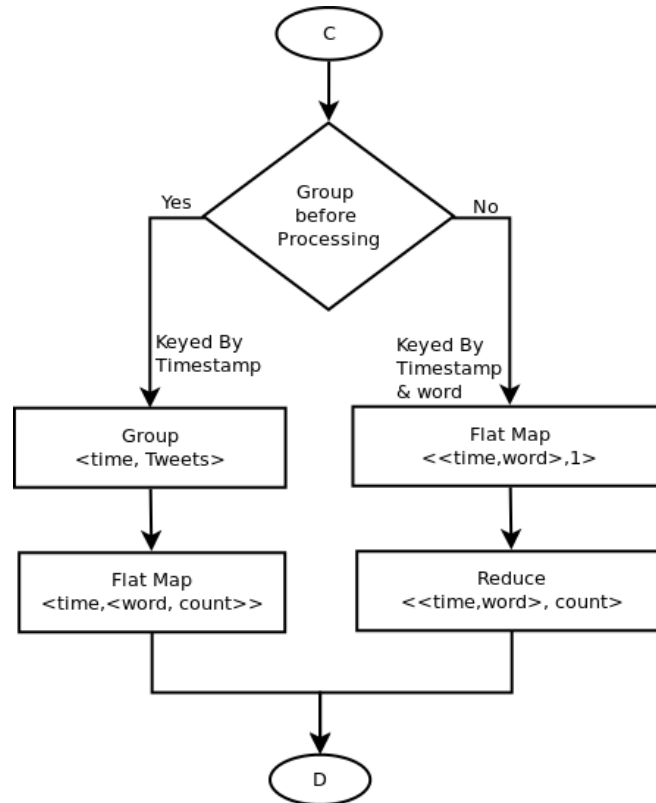 C
Group
before
Processing
Yes
No
Keyed By
Timestamp
Keyed By
Timestamp
& word
Group
<time, Tweets>
Flat Map
<<time,word>,1>
Flat Map
<time,<word, count>>
Reduce
<<time,word>, count>
D